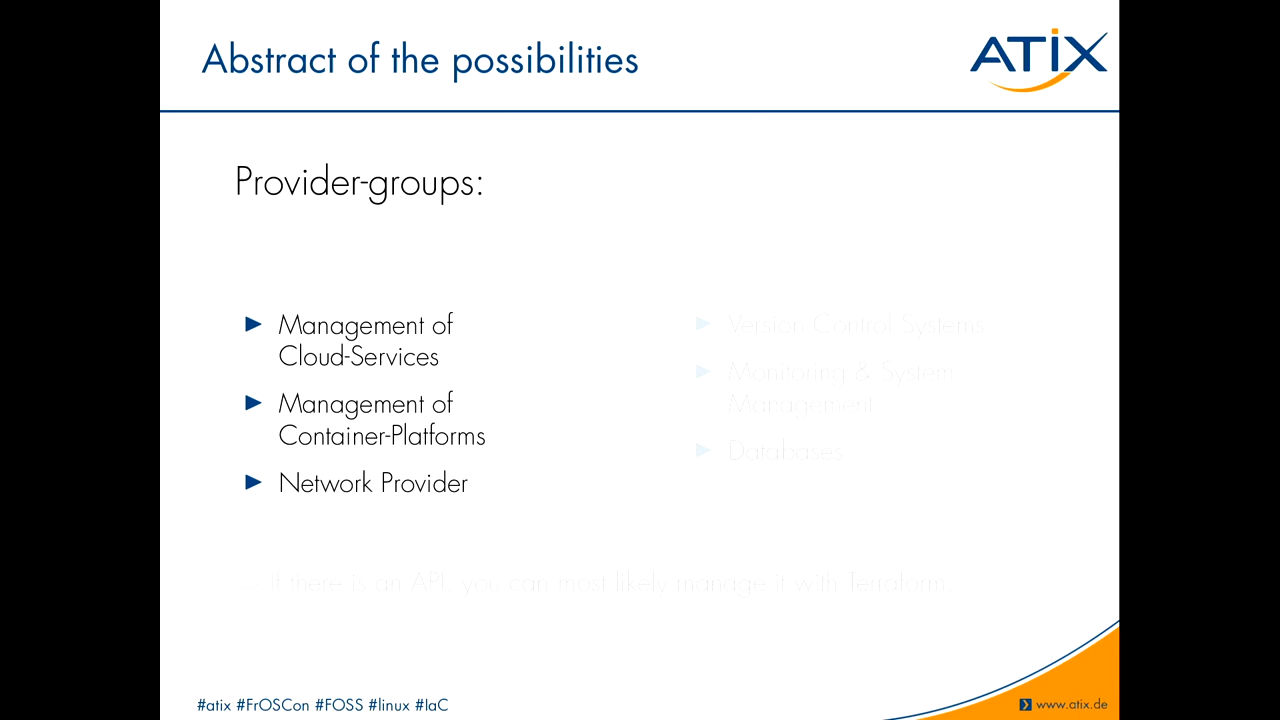 Abstract of the possibilities
ATIX
Provider-groups:
Management of
Cloud-Services
Management of
Container-Platforms
Network Provider
Version Control Systems
Monitoring & System
Management
Databases
If there is an API, you can most likely manage it with Terraform.
#atix #FrOSCon #FOSS #linux #IaC
www.atix.de